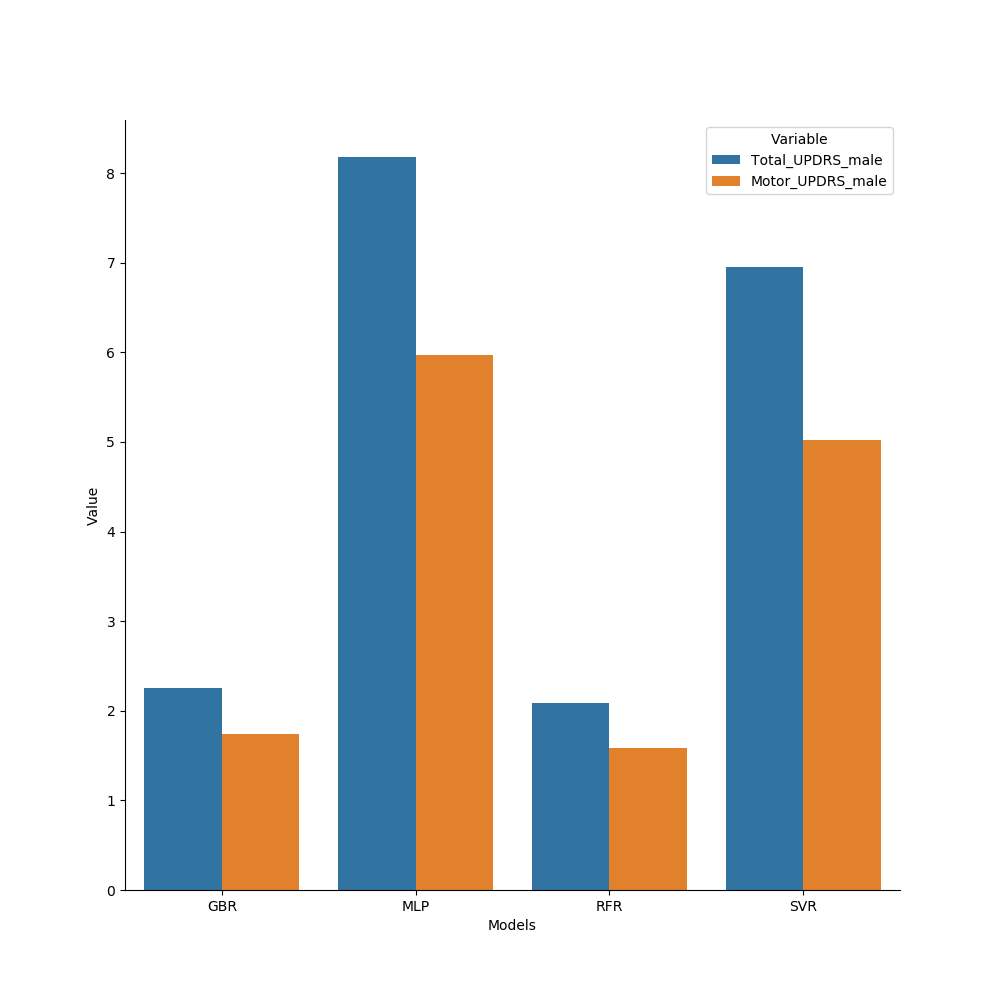 Variable
Total_UPDRS_male
Motor_UPDRS_male
8
7
6
5
4
3
2
1
0
Value
GBR MLP RFR SVR
Models